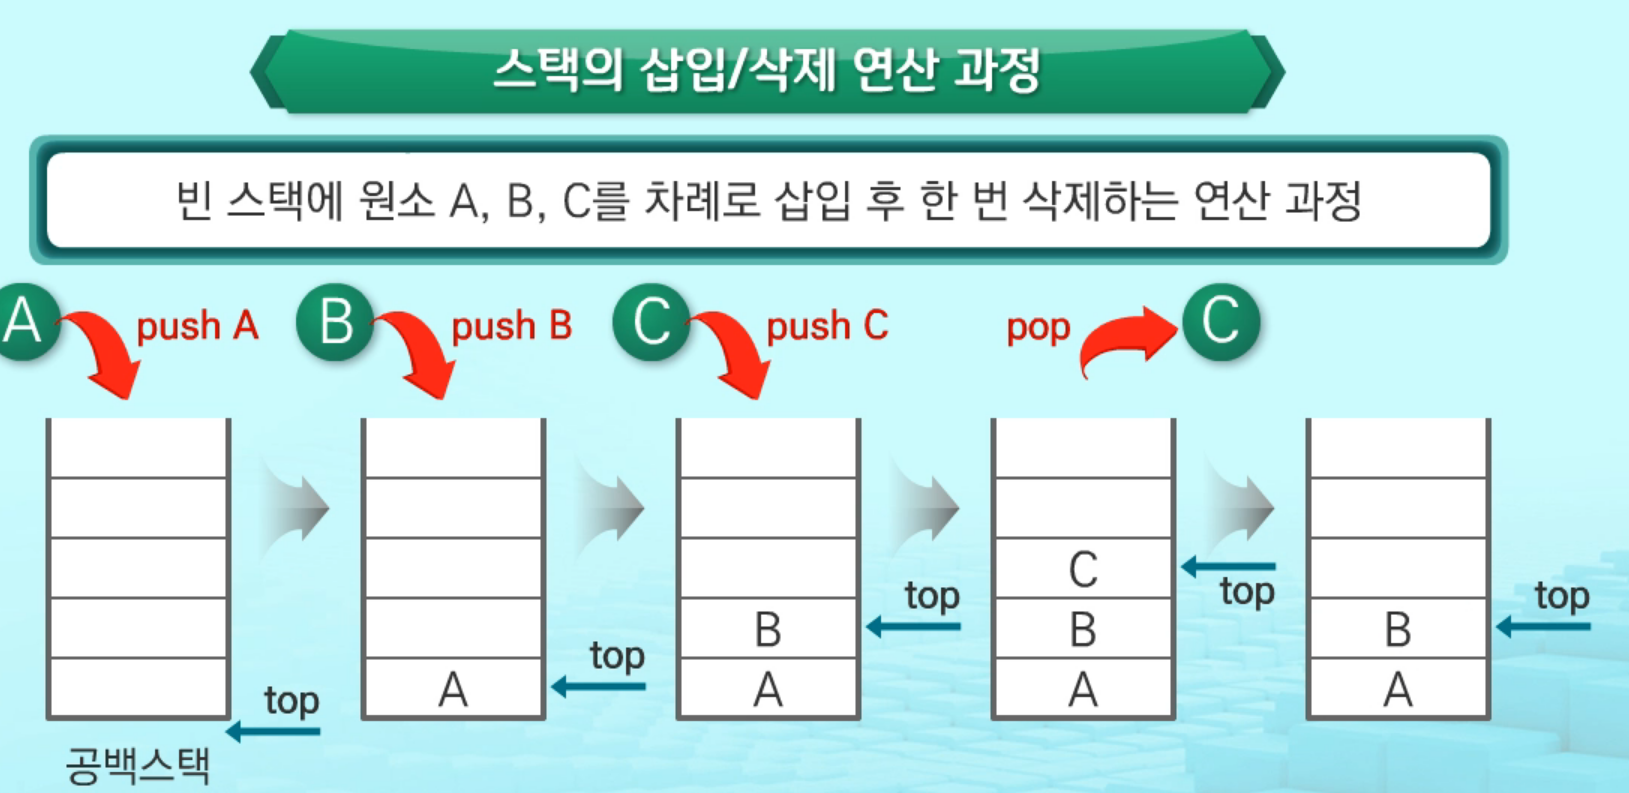 스택의 삽입/삭제 연산 과정
빈 스택에 원소 A, B, C를 차례로 삽입 후 한 번 삭제하는 연산 과정
A push A B push B C push C pop C
C
top
top
top
B
B
B
top
A
A
A
A
top
공백스택